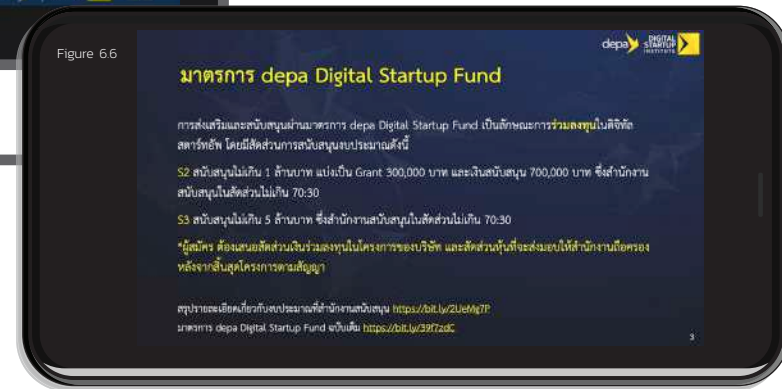 Figure 6.6
depa DIGITAL STARTUP INSTITUTE
มาตรการ depa Digital Startup Fund
การส่งเสริมและสนับสนุนผ่านมาตรการ depa Digital Startup Fund เป็นลักษณะการร่วมลงทุนในดิจิทัล
สตาร์ทอัพ โดยมีสัดส่วนการสนับสนุนงบประมาณดังนี้
S2 สนับสนุนไม่เกิน 1 ล้านบาท แบ่งเป็น Grant 300,000 บาท และเงินสนับสนุน 700,000 บาท ซึ่งสำนักงาน
สนับสนุนในสัดส่วนไม่เกิน 70:30
S3 สนับสนุนไม่เกิน 5 ล้านบาท ซึ่งสำนักงานสนับสนุนในสัดส่วนไม่เกิน 70:30
*ผู้สมัคร ต้องเสนอสัดส่วนเงินร่วมลงทุนในโครงการของบริษัท และสัดส่วนหุ้นที่จะส่งมอบให้สำนักงานถือครอง
หลังจากสิ้นสุดโครงการตามสัญญา
สรุปรายละเอียดเกี่ยวกับงบประมาณที่สำนักงานสนับสนุน https://bit.ly/2UeMg7P
มาตรการ depa Digital Startup Fund ฉบับเต็ม https://bit.ly/39f7zdC
3